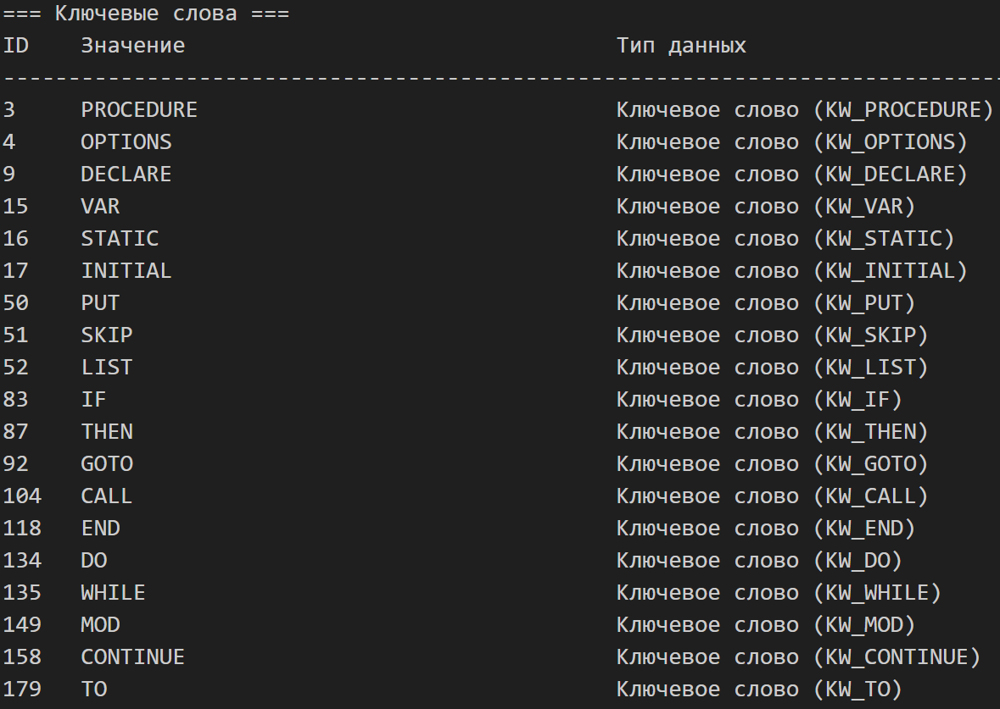 === Ключевые слова ===
ID Значение Тип данных
--------------------------------------------------------------------------------
3 PROCEDURE Ключевое слово (KW_PROCEDURE)
4 OPTIONS Ключевое слово (KW_OPTIONS)
9 DECLARE Ключевое слово (KW_DECLARE)
15 VAR Ключевое слово (KW_VAR)
16 STATIC Ключевое слово (KW_STATIC)
17 INITIAL Ключевое слово (KW_INITIAL)
50 PUT Ключевое слово (KW_PUT)
51 SKIP Ключевое слово (KW_SKIP)
52 LIST Ключевое слово (KW_LIST)
83 IF Ключевое слово (KW_IF)
87 THEN Ключевое слово (KW_THEN)
92 GOTO Ключевое слово (KW_GOTO)
104 CALL Ключевое слово (KW_CALL)
118 END Ключевое слово (KW_END)
134 DO Ключевое слово (KW_DO)
135 WHILE Ключевое слово (KW_WHILE)
149 MOD Ключевое слово (KW_MOD)
158 CONTINUE Ключевое слово (KW_CONTINUE)
179 TO Ключевое слово (KW_TO)